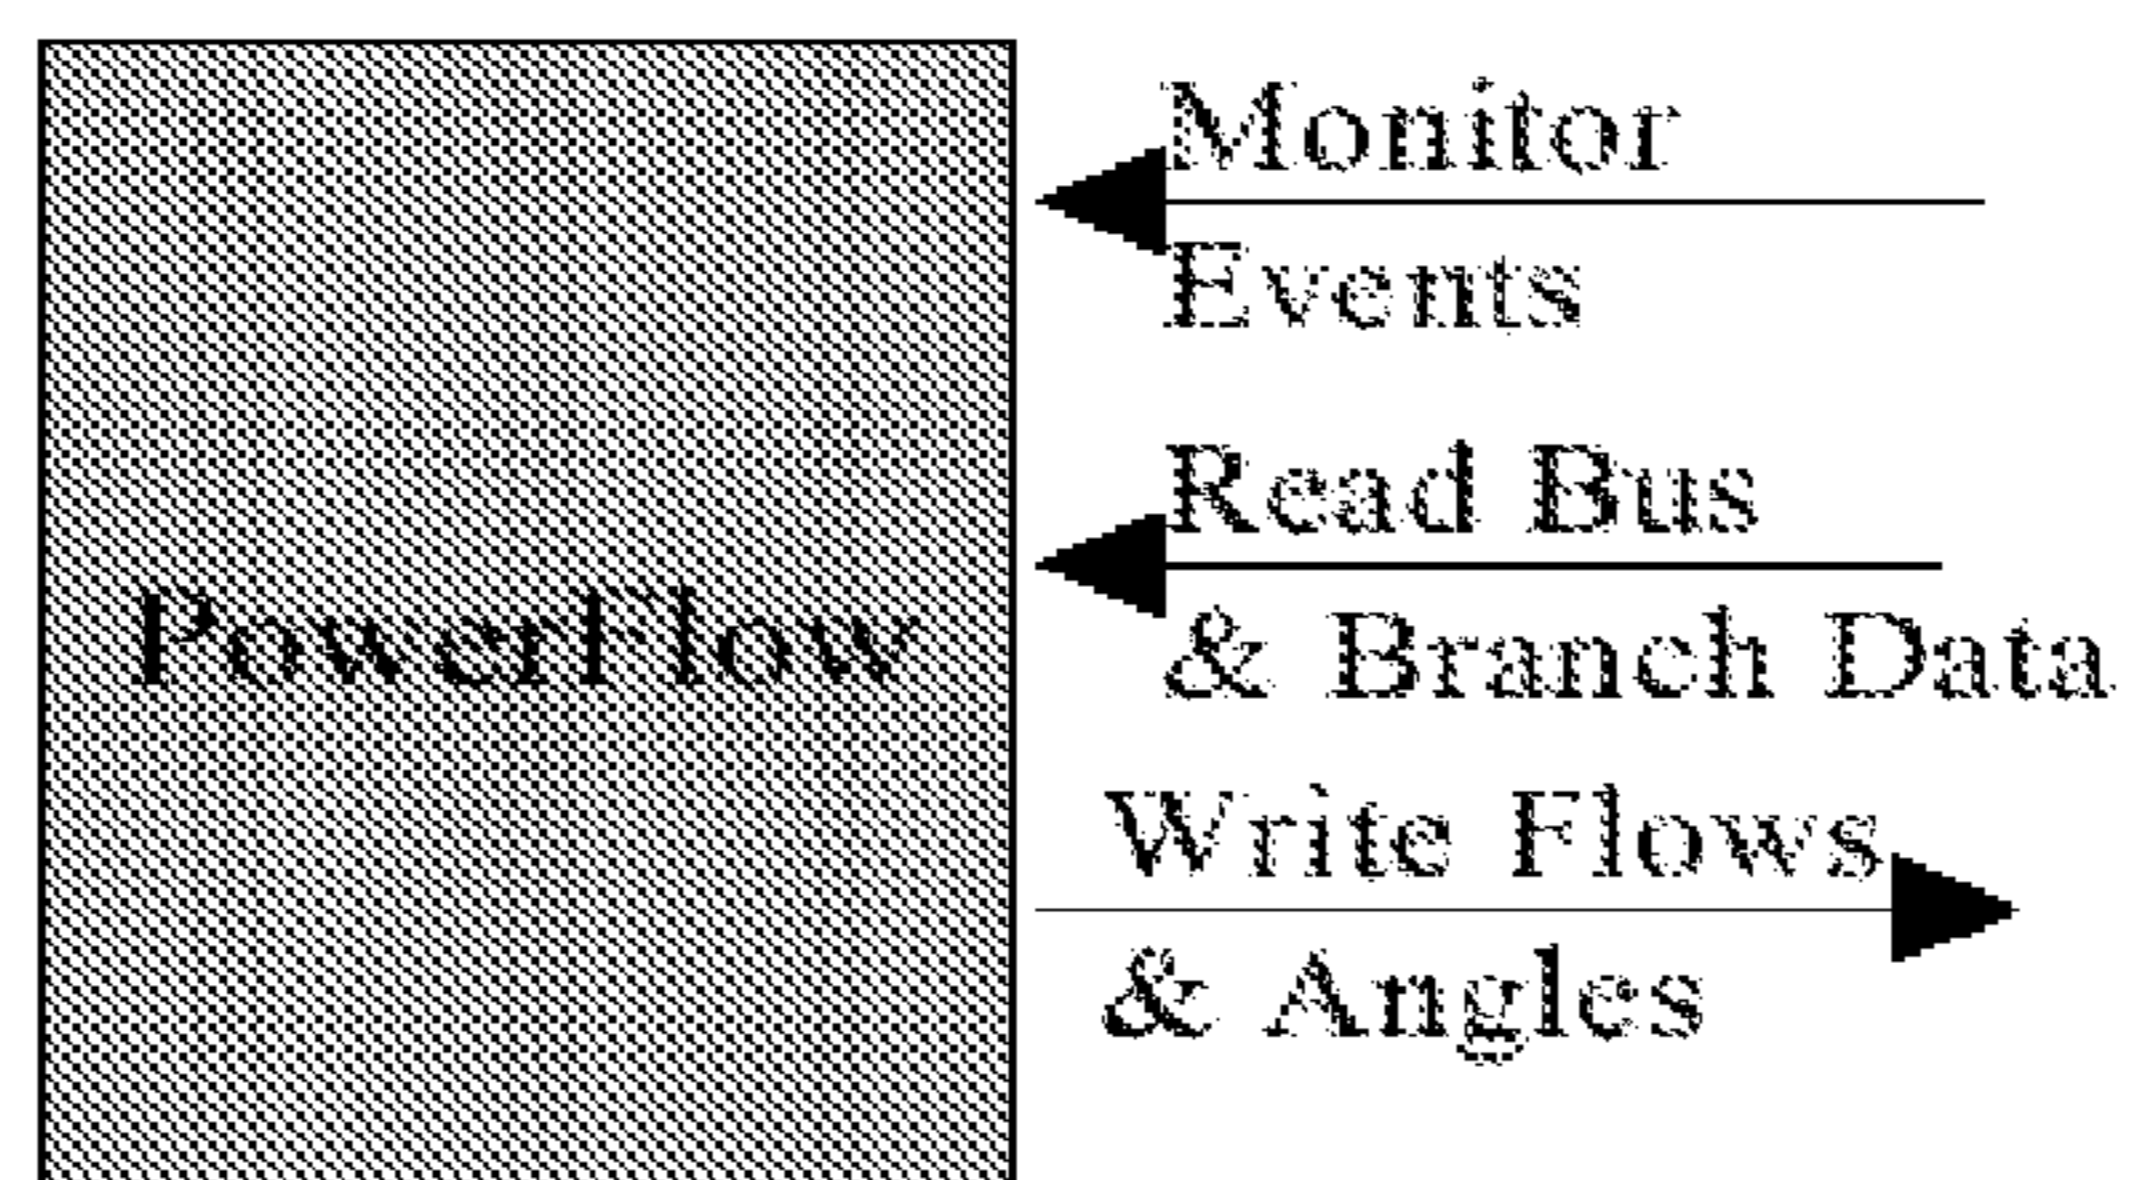 PowerFlow
Monitor
Events
Read Bus
& Branch Data
Write Flows
& Angles